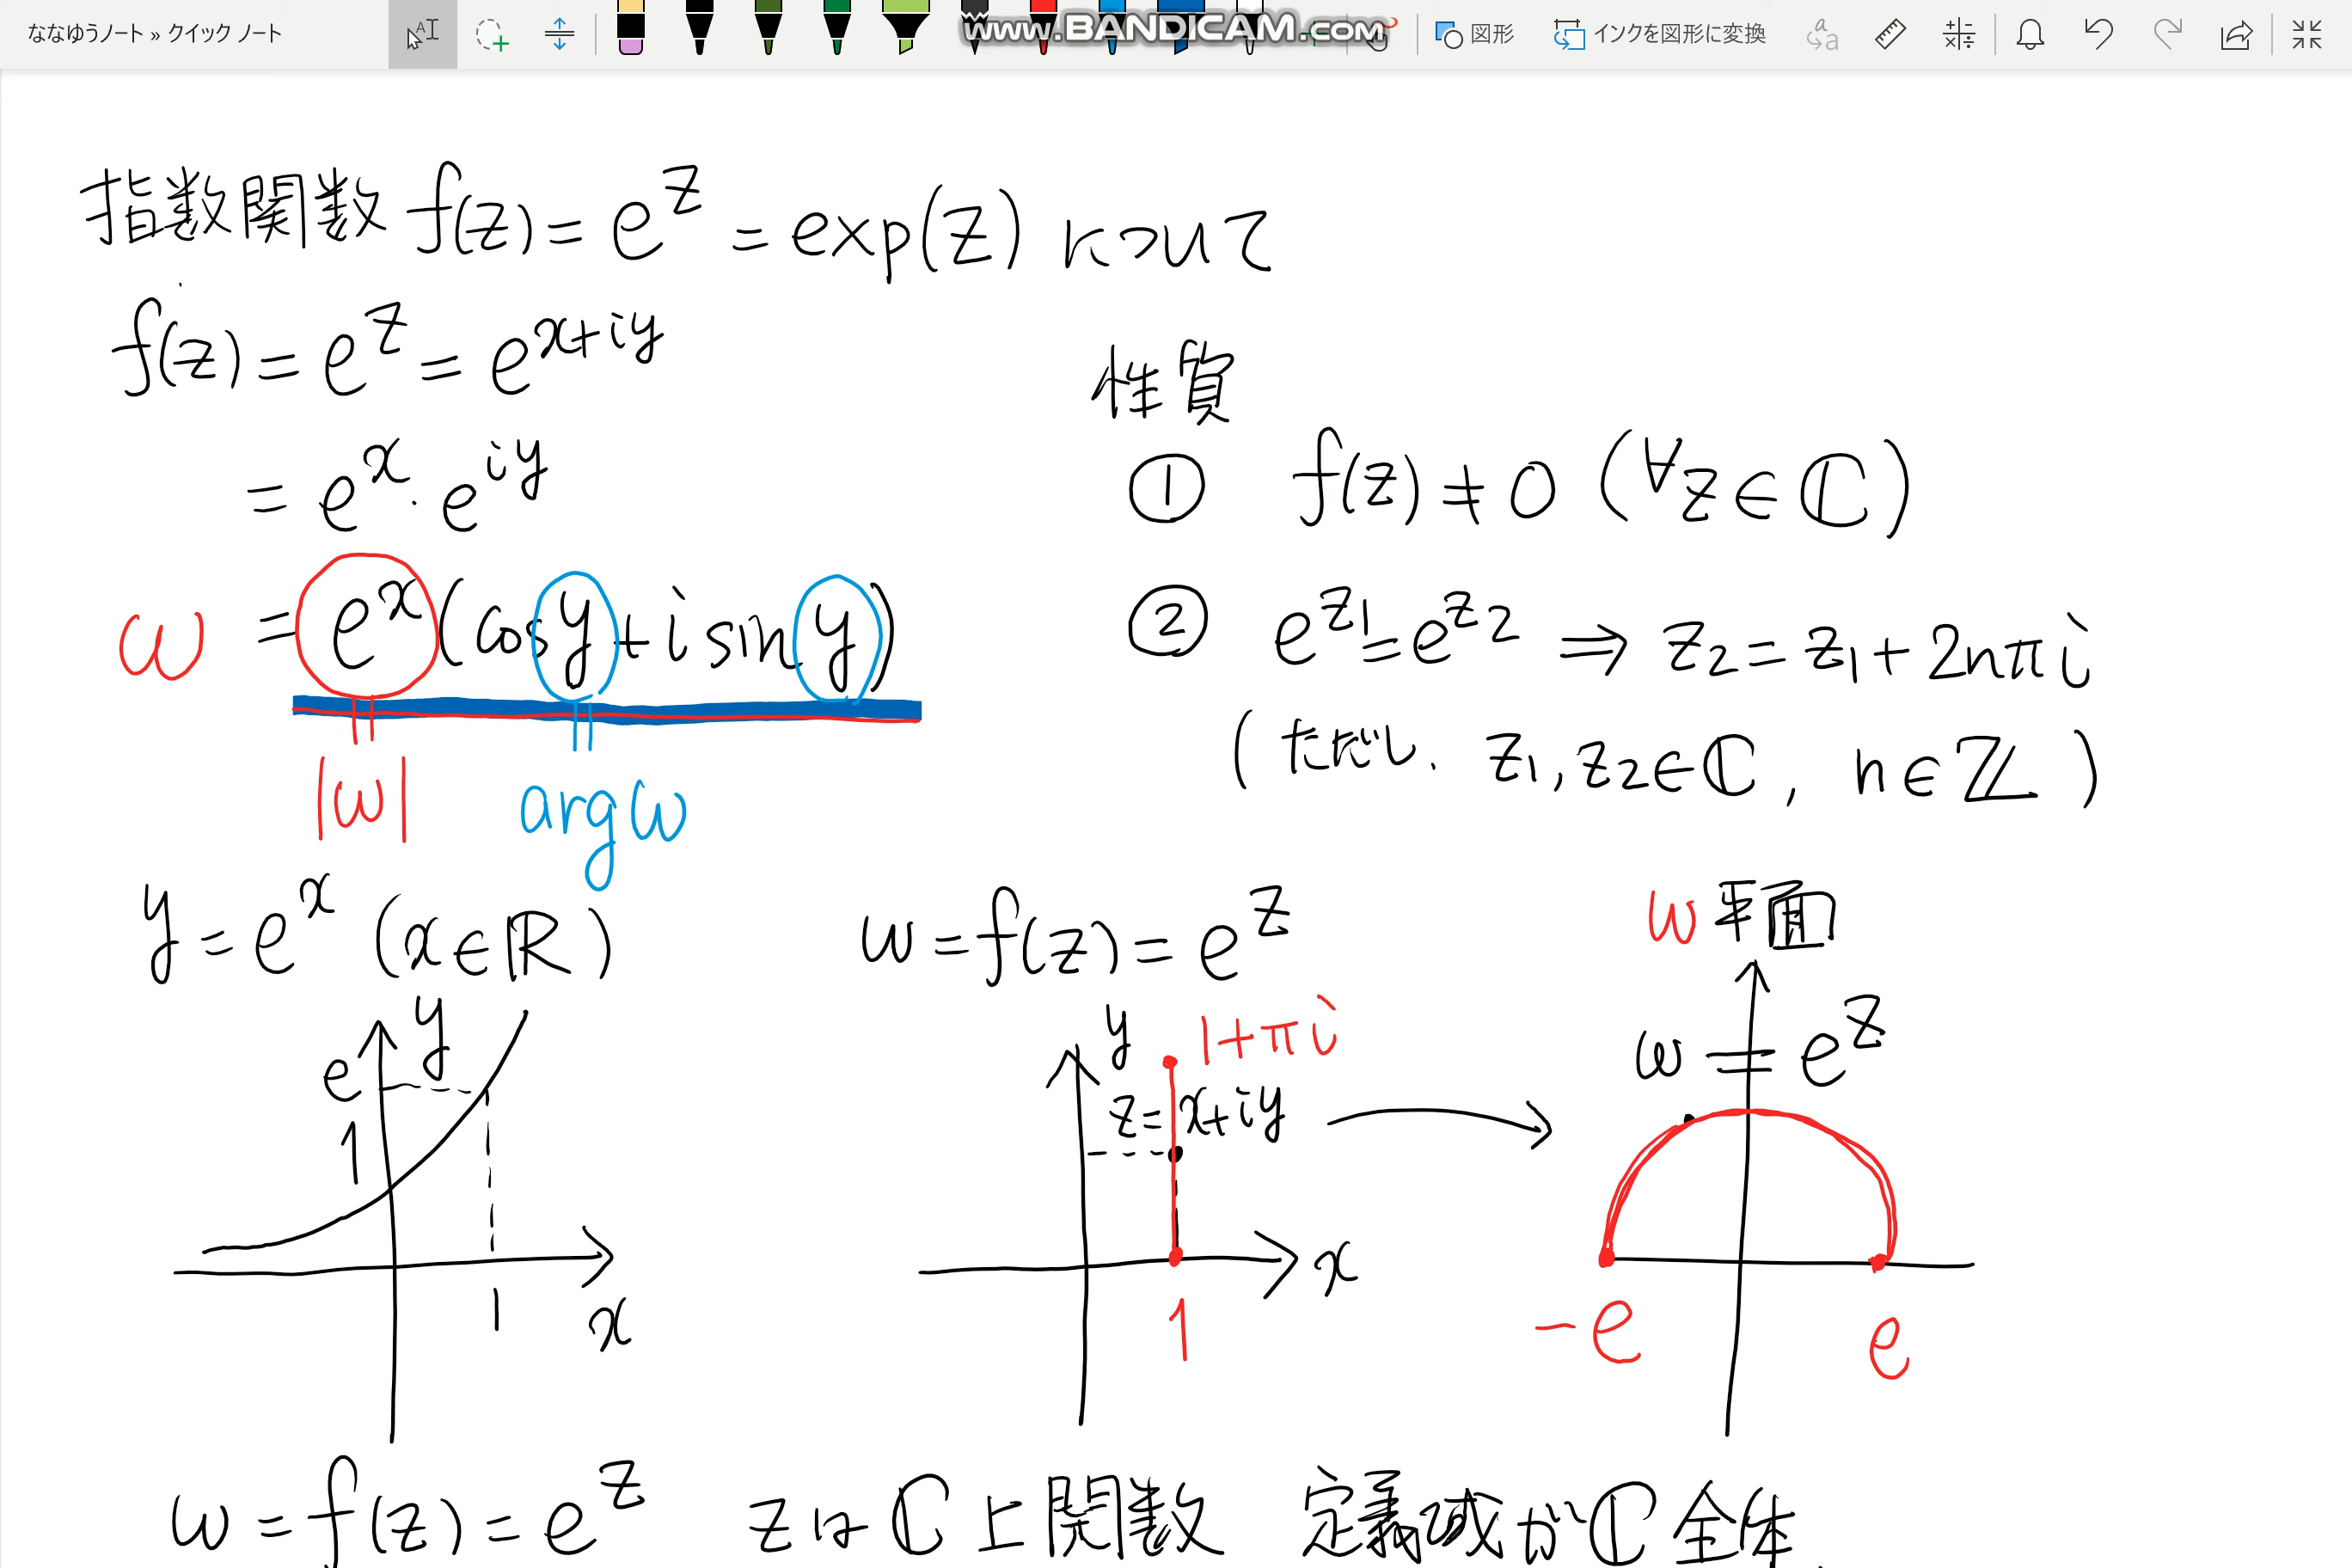 ななゆうノート » クイック ノート
www.BANDICAM.com
図形
インクを図形に変換
指数関数 f(z) = e^z = exp(z) について
f(z) = e^z = e^{x+iy}
= e^x · e^{iy}
ω = e^x (cos y + i sin y)
|ω|
arg ω
性質
① f(z) ≠ 0 (∀z ∈ ℂ)
② e^{z1} = e^{z2} ⇒ z2 = z1 + 2nπi
(ただし、z1, z2 ∈ ℂ, n ∈ ℤ)
y = e^x (x ∈ ℝ)
y
e
1
1
x
w = f(z) = e^z
y
1+πi
z = x+iy
x
1
w平面
w = e^z
-e
e
w = f(z) = e^z zは ℂ上関数 定義域がℂ全体.